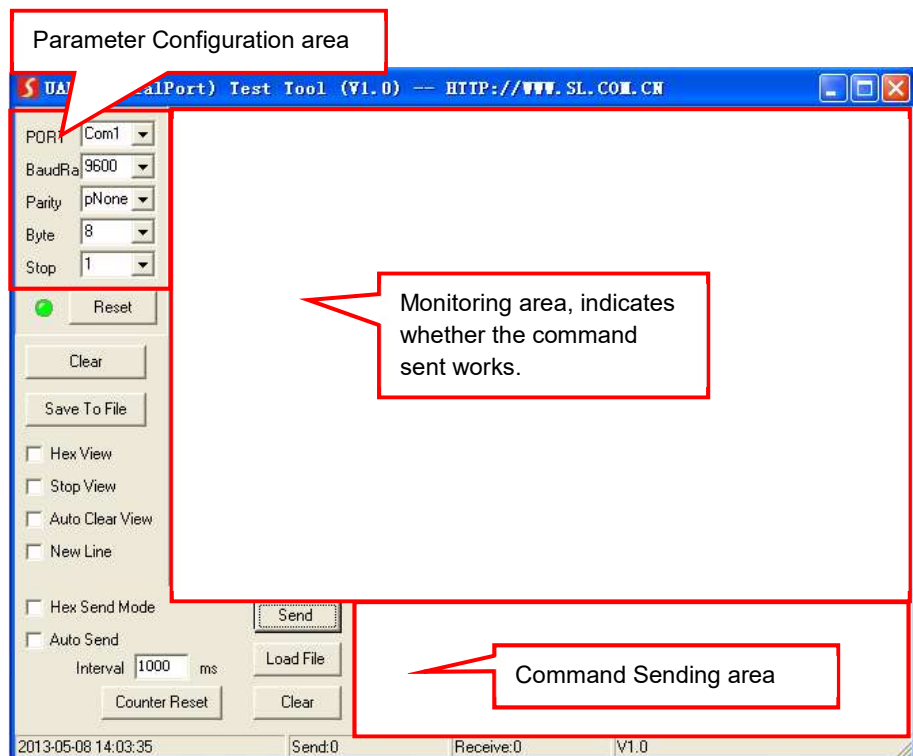 Parameter Configuration area
UA alPort) Test Tool (V1.0) -- HTTP://WWW.SL.COM.CN
PORT Com1
BaudRa 9600
Parity pNone
Byte 8
Stop 1
Reset
Monitoring area, indicates
whether the command
sent works.
Clear
Save To File
Hex View
Stop View
Auto Clear View
New Line
Hex Send Mode
Send
Auto Send
Interval 1000 ms
Load File
Command Sending area
Counter Reset
Clear
2013-05-08 14:03:35 Send:0 Receive:0 V1.0